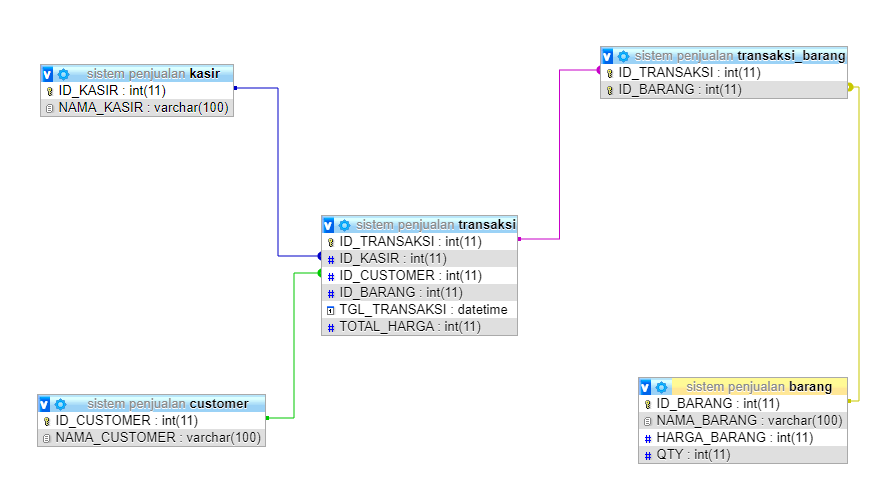 sistem penjualan kasir
ID_KASIR : int(11)
NAMA_KASIR : varchar(100)
sistem penjualan transaksi_barang
ID_TRANSAKSI : int(11)
ID_BARANG : int(11)
sistem penjualan transaksi
ID_TRANSAKSI : int(11)
ID_KASIR : int(11)
ID_CUSTOMER : int(11)
ID_BARANG : int(11)
TGL_TRANSAKSI : datetime
TOTAL_HARGA : int(11)
sistem penjualan customer
ID_CUSTOMER : int(11)
NAMA_CUSTOMER : varchar(100)
sistem penjualan barang
ID_BARANG : int(11)
NAMA_BARANG : varchar(100)
HARGA_BARANG : int(11)
QTY : int(11)